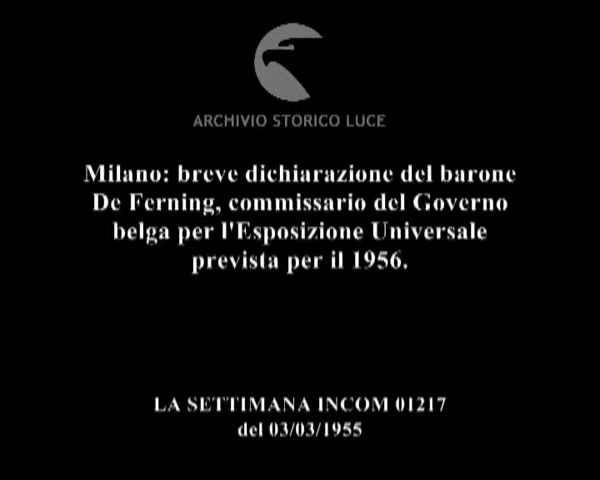 ARCHIVIO STORICO LUCE
Milano: breve dichiarazione del barone
De Ferning, commissario del Governo
belga per l'Esposizione Universale
prevista per il 1956.
LA SETTIMANA INCOM 01217
del 03/03/1955